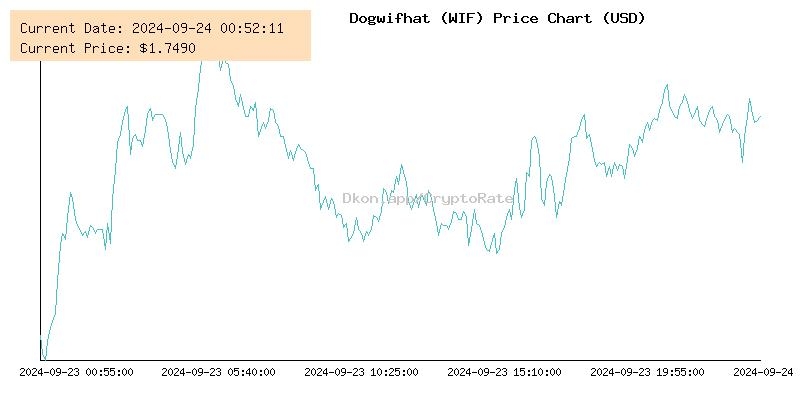 Dogwifhat (WIF) Price Chart (USD)
Current Date: 2024-09-24 00:52:11
Current Price: $1.7490
Dkoniapp/CryptoRate
2024-09-23 00:55:00 2024-09-23 05:40:00 2024-09-23 10:25:00 2024-09-23 15:10:00 2024-09-23 19:55:00 2024-09-24